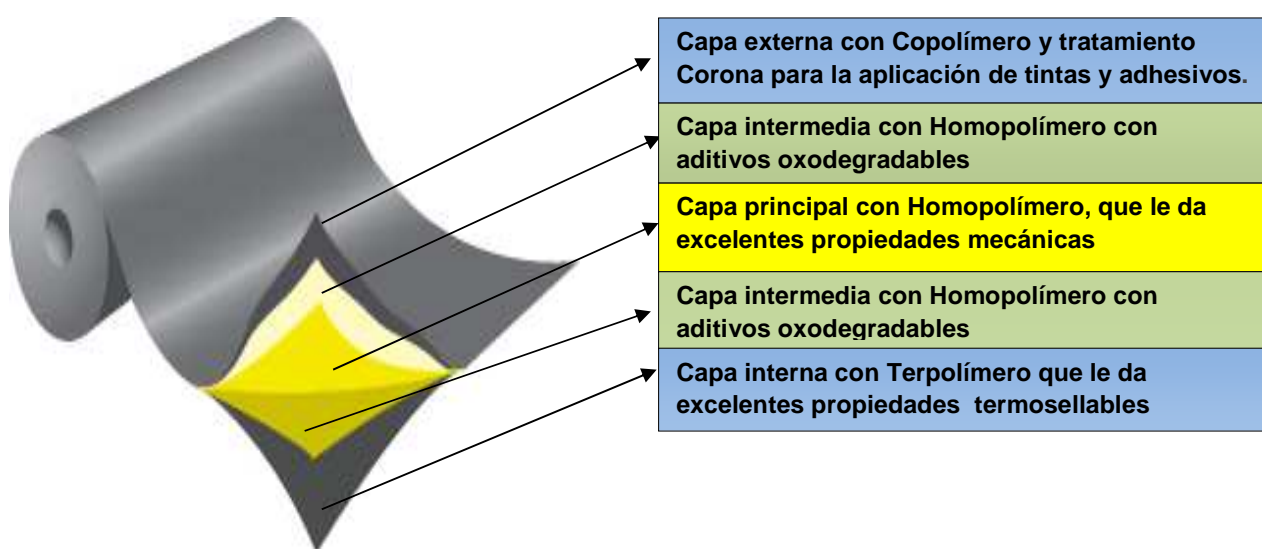 Capa externa con Copolímero y tratamiento
Corona para la aplicación de tintas y adhesivos.
Capa intermedia con Homopolímero con
aditivos oxodegradables
Capa principal con Homopolímero, que le da
excelentes propiedades mecánicas
Capa intermedia con Homopolímero con
aditivos oxodegradables
Capa interna con Terpolímero que le da
excelentes propiedades termosellables